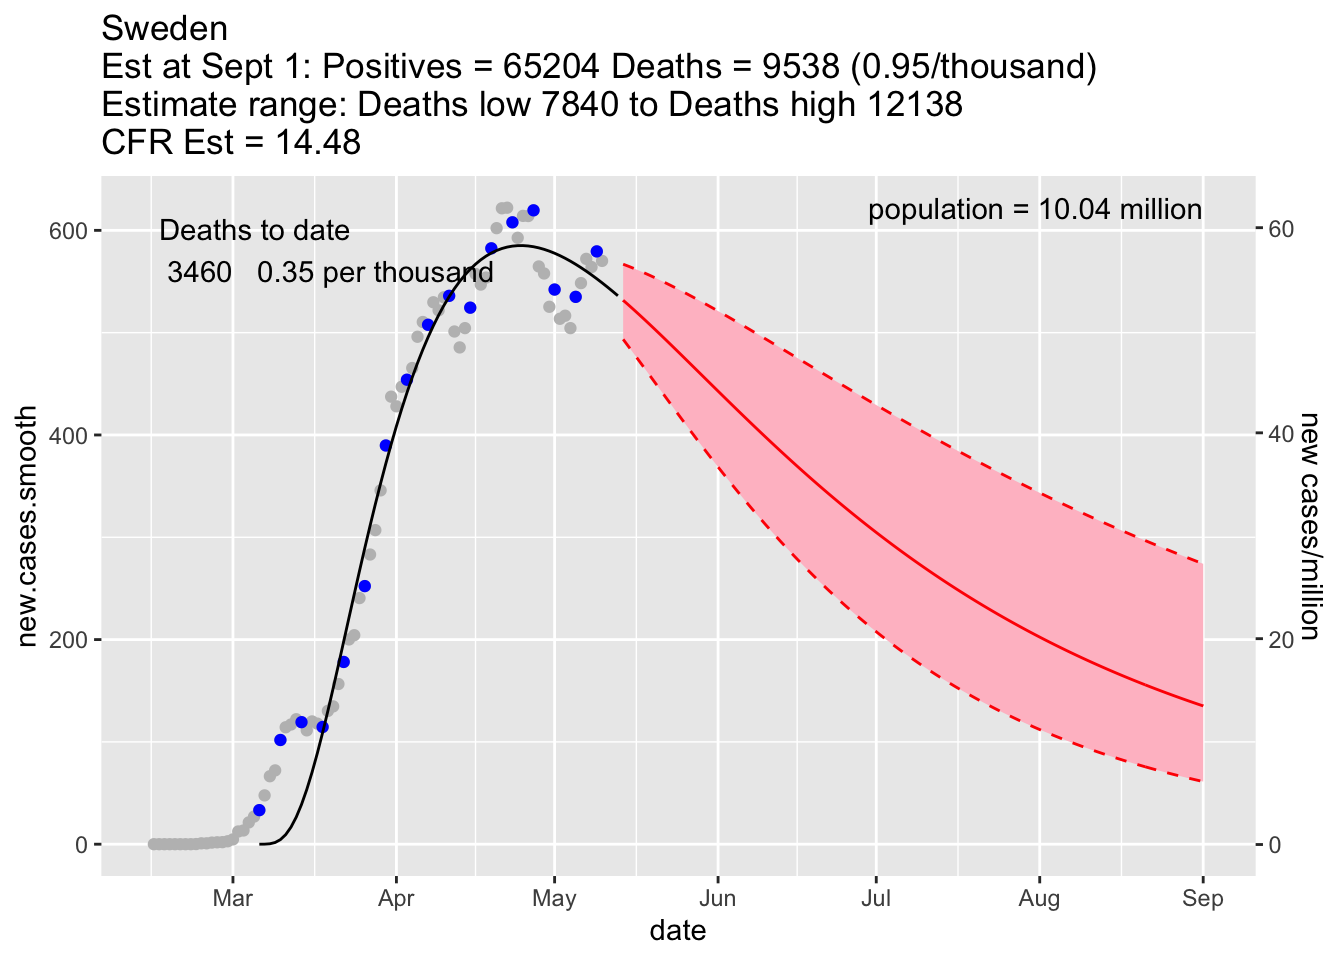 Sweden
Est at Sept 1: Positives = 65204 Deaths = 9538 (0.95/thousand)
Estimate range: Deaths low 7840 to Deaths high 12138
CFR Est = 14.48
Deaths to date
3460 0.35 per thousand
population = 10.04 million
600
400
200
0
new.cases.smooth
60
40
20
0
new cases/million
Mar Apr May Jun Jul Aug Sep
date